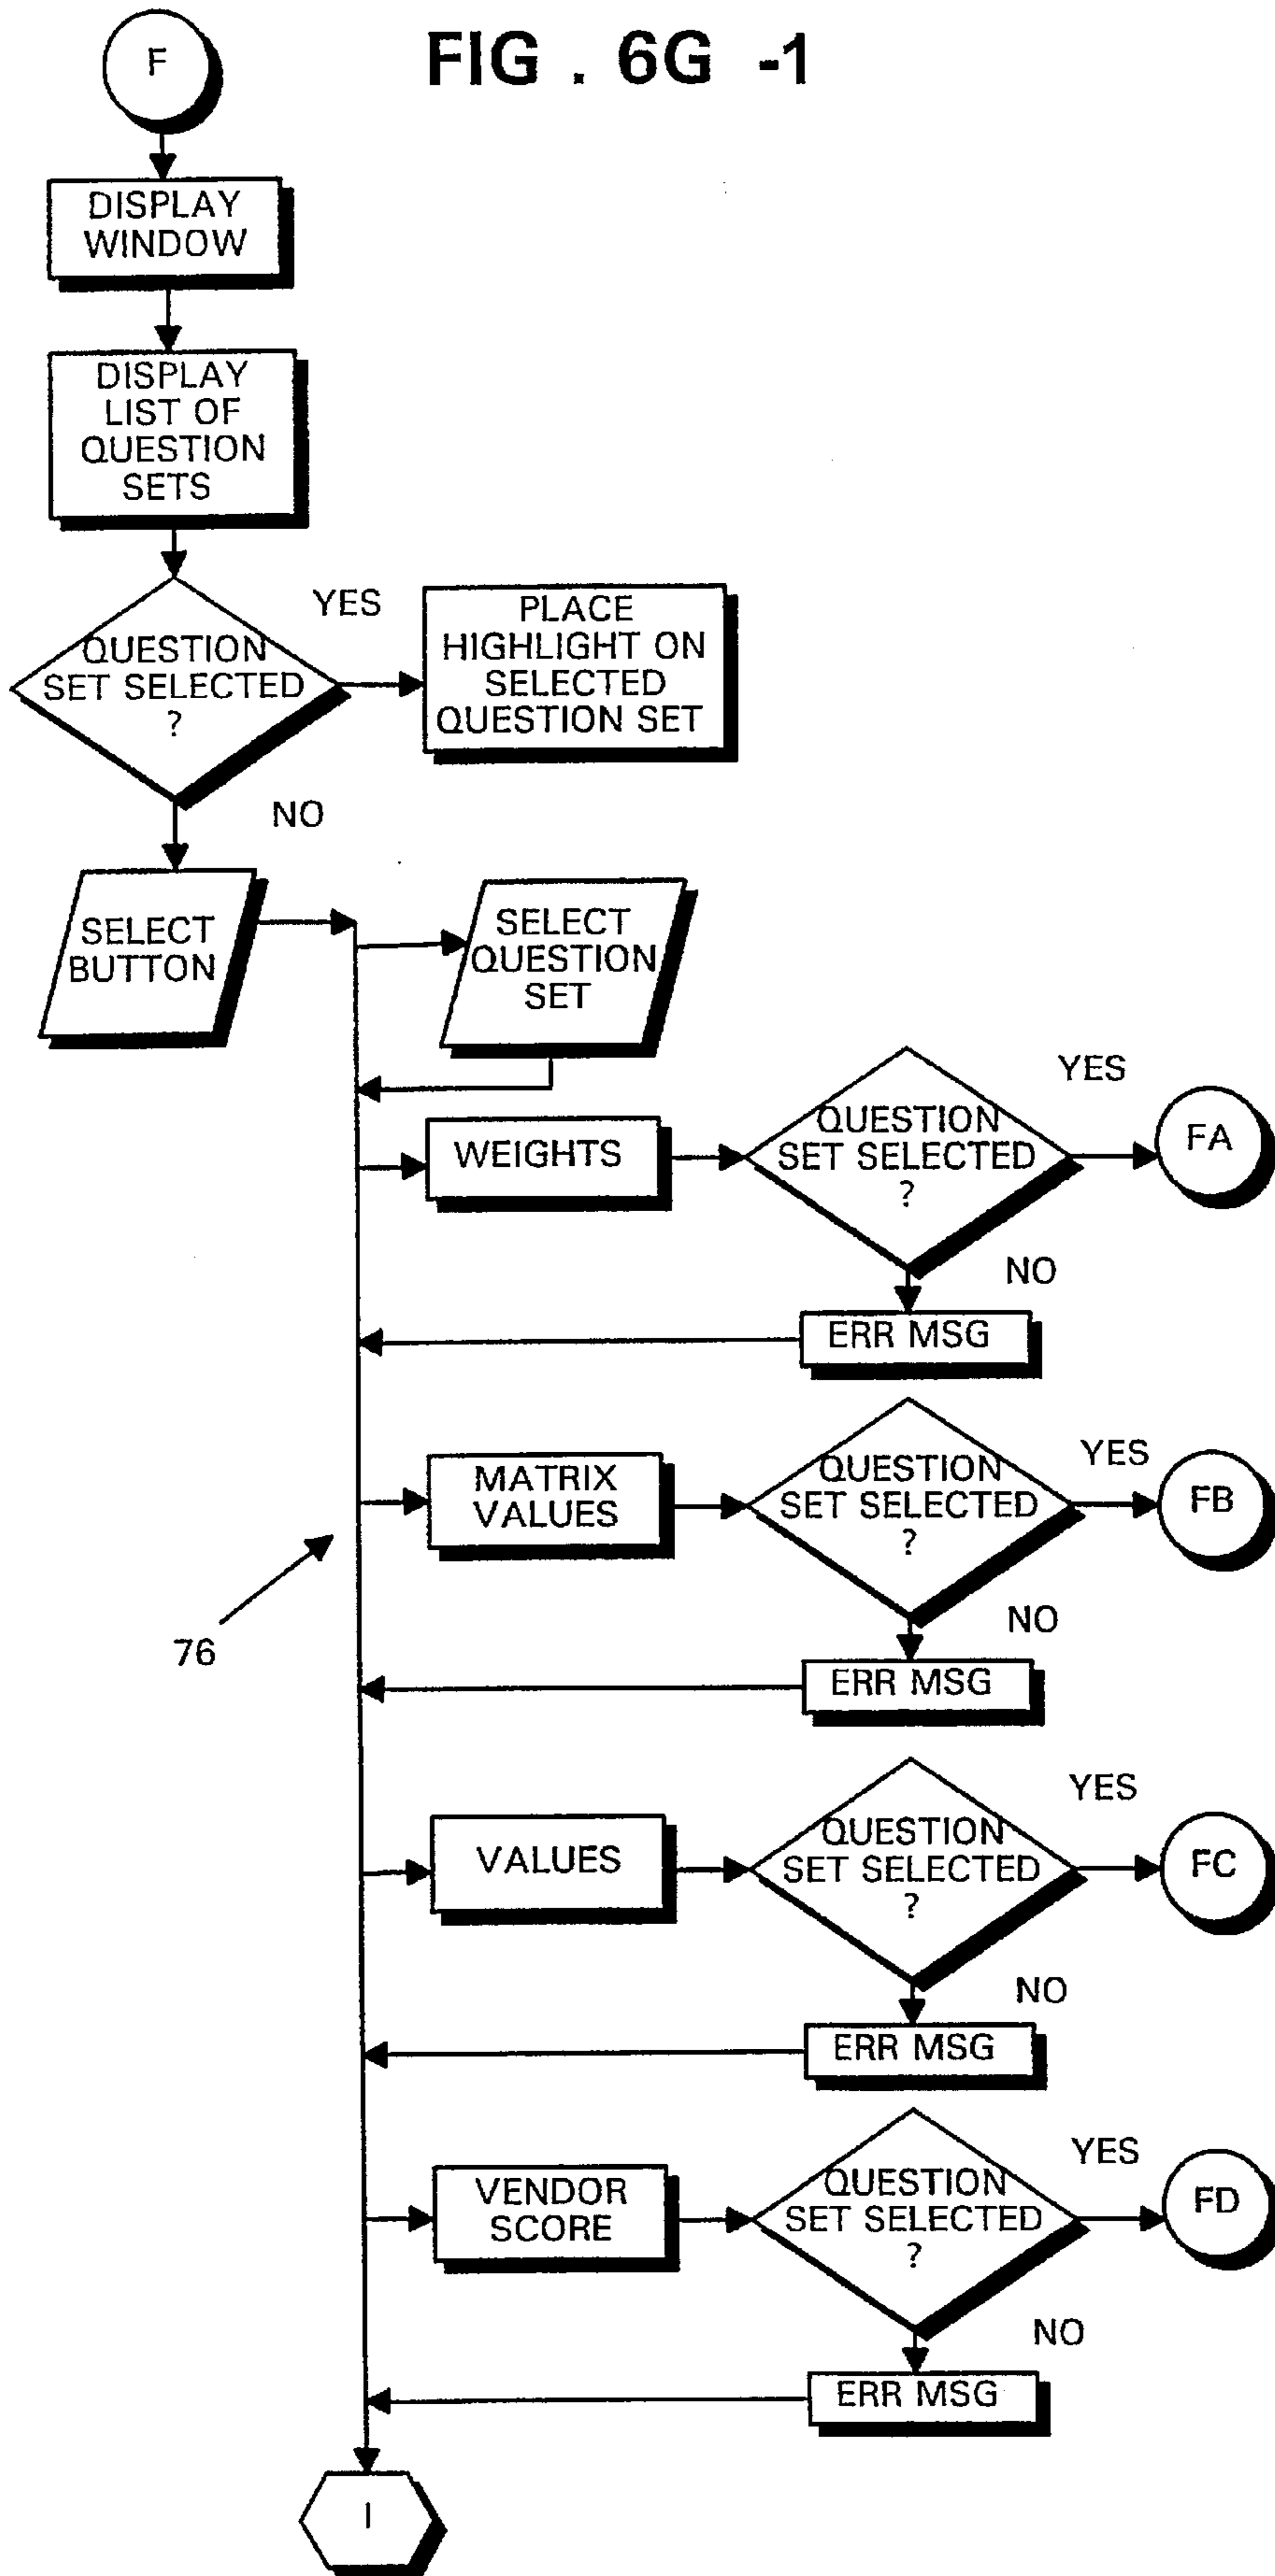 FIG . 6G -1
F
DISPLAY
WINDOW
DISPLAY
LIST OF
QUESTION
SETS
QUESTION
SET SELECTED
?
YES
PLACE
HIGHLIGHT ON
SELECTED
QUESTION SET
NO
SELECT
BUTTON
SELECT
QUESTION
SET
WEIGHTS
QUESTION
SET SELECTED
?
YES
FA
NO
ERR MSG
MATRIX
VALUES
QUESTION
SET SELECTED
?
YES
FB
NO
ERR MSG
76
VALUES
QUESTION
SET SELECTED
?
YES
FC
NO
ERR MSG
VENDOR
SCORE
QUESTION
SET SELECTED
?
YES
FD
NO
ERR MSG
I